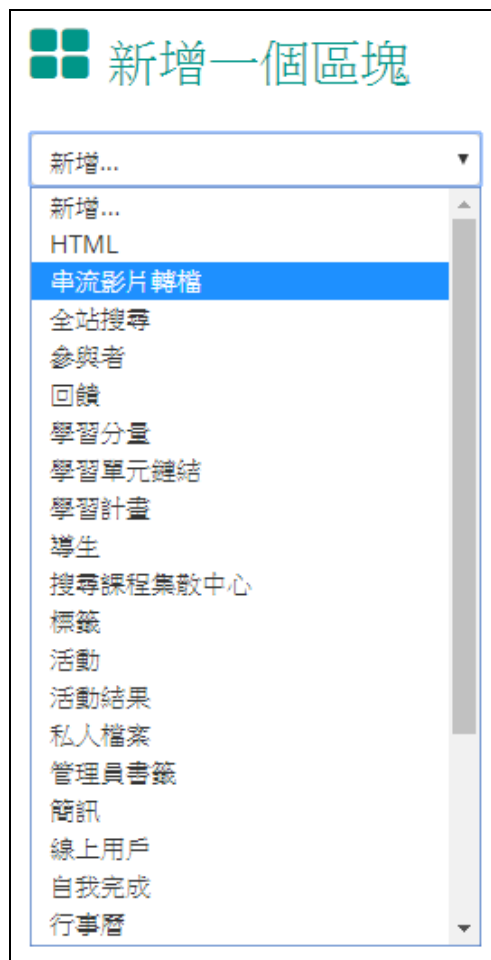 新增一個區塊
新增...
新增...
HTML
串流影片轉檔
全站搜尋
參與者
回饋
學習分量
學習單元鏈結
學習計畫
導生
搜尋課程集散中心
標籤
活動
活動結果
私人檔案
管理員書籤
簡訊
線上用戶
自我完成
行事曆